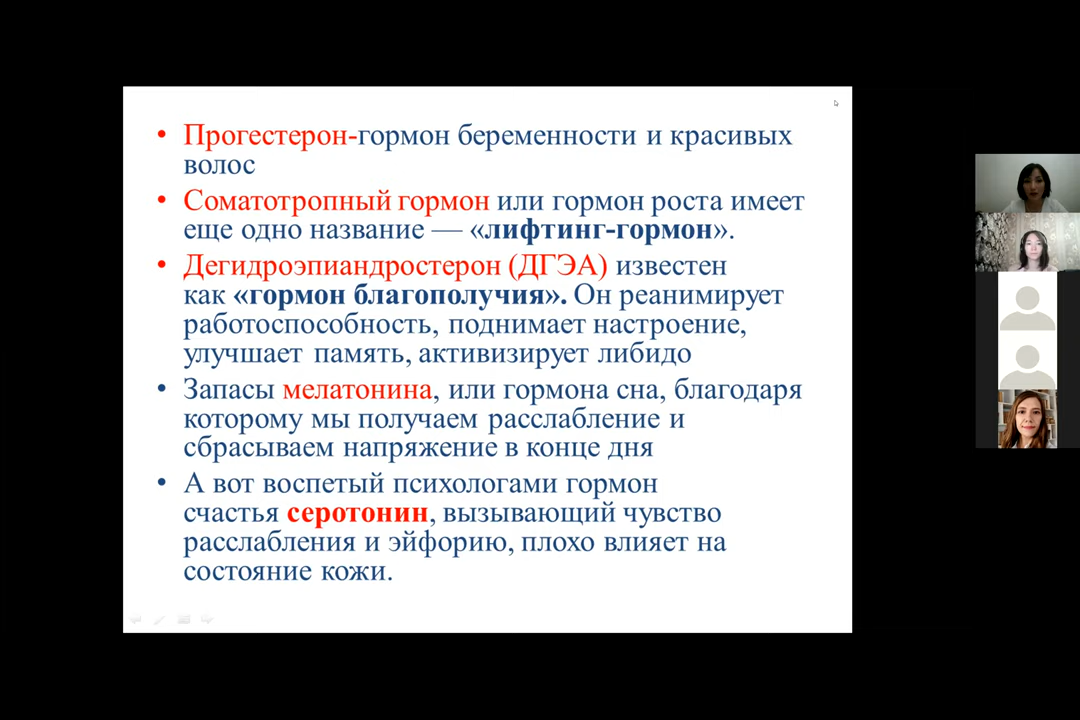 • Прогестерон-гормон беременности и красивых
волос
• Соматотропный гормон или гормон роста имеет
еще одно название — «лифтинг-гормон».
• Дегидроэпиандростерон (ДГЭА) известен
как «гормон благополучия». Он реанимирует
работоспособность, поднимает настроение,
улучшает память, активизирует либидо
• Запасы мелатонина, или гормона сна, благодаря
которому мы получаем расслабление и
сбрасываем напряжение в конце дня
• А вот воспетый психологами гормон
счастья серотонин, вызывающий чувство
расслабления и эйфорию, плохо влияет на
состояние кожи.